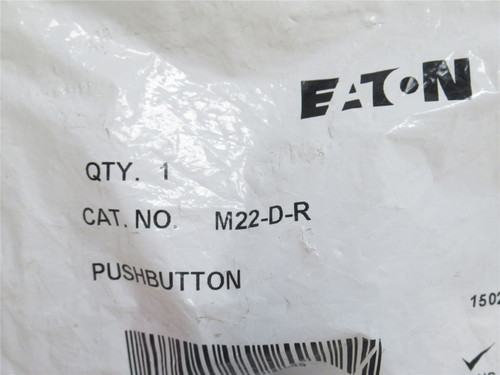 EATON
QTY. 1
CAT. NO. M22-D-R
PUSHBUTTON
1502